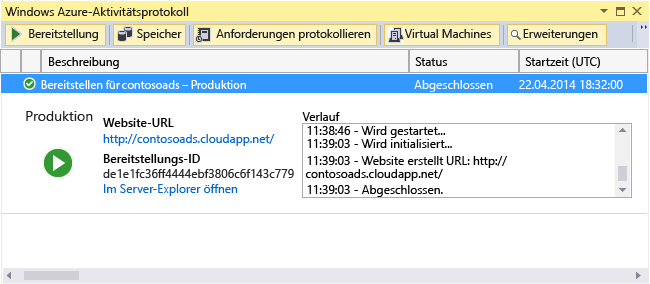 Windows Azure-Aktivitätsprotokoll
Bereitstellung Speicher Anforderungen protokollieren Virtual Machines Erweiterungen
Beschreibung Status Startzeit (UTC)
Bereitstellen für contosoads – Produktion Abgeschlossen 22.04.2014 18:32:00
Produktion
Website-URL
http://contosoads.cloudapp.net/
Bereitstellungs-ID
de1e1fc36ff4444ebf3806c6f143c779
Im Server-Explorer öffnen
Verlauf
11:38:46 - Wird gestartet...
11:39:03 - Wird initialisiert...
11:39:03 - Website erstellt URL: http://
contosoads.cloudapp.net/
11:39:03 - Abgeschlossen.